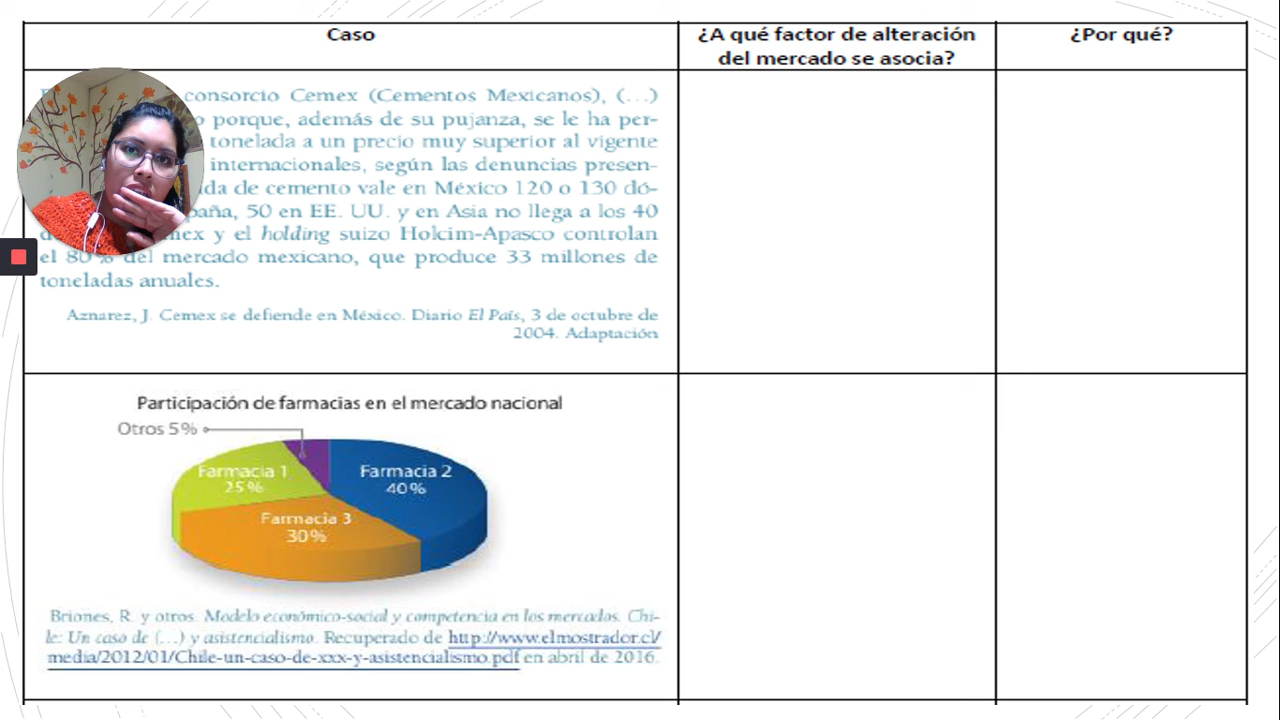 Caso
¿A qué factor de alteración
del mercado se asocia?
¿Por qué?
consorcio Cemex (Cementos Mexicanos), (…)
porque, además de su pujanza, se le ha per-
tonelada a un precio muy superior al vigente
internacionales, según las denuncias presen-
de cemento vale en México 120 o 130 dó-
50 en EE. UU. y en Asia no llega a los 40
y el holding suizo Holcim-Apasco controlan
el 80% del mercado mexicano, que produce 33 millones de
toneladas anuales.
Aznarez, J. Cemex se defiende en México. Diario El País, 3 de octubre de
2004. Adaptación
Participación de farmacias en el mercado nacional
Otros 5%
Farmacia 1
25%
Farmacia 2
40%
Farmacia 3
30%
Briones, R. y otros. Modelo económico-social y competencia en los mercados. Chi-
le: Un caso de (…) y asistencialismo. Recuperado de http://www.elmostrador.cl/
media/2012/01/Chile-un-caso-de-xxx-y-asistencialismo.pdf en abril de 2016.